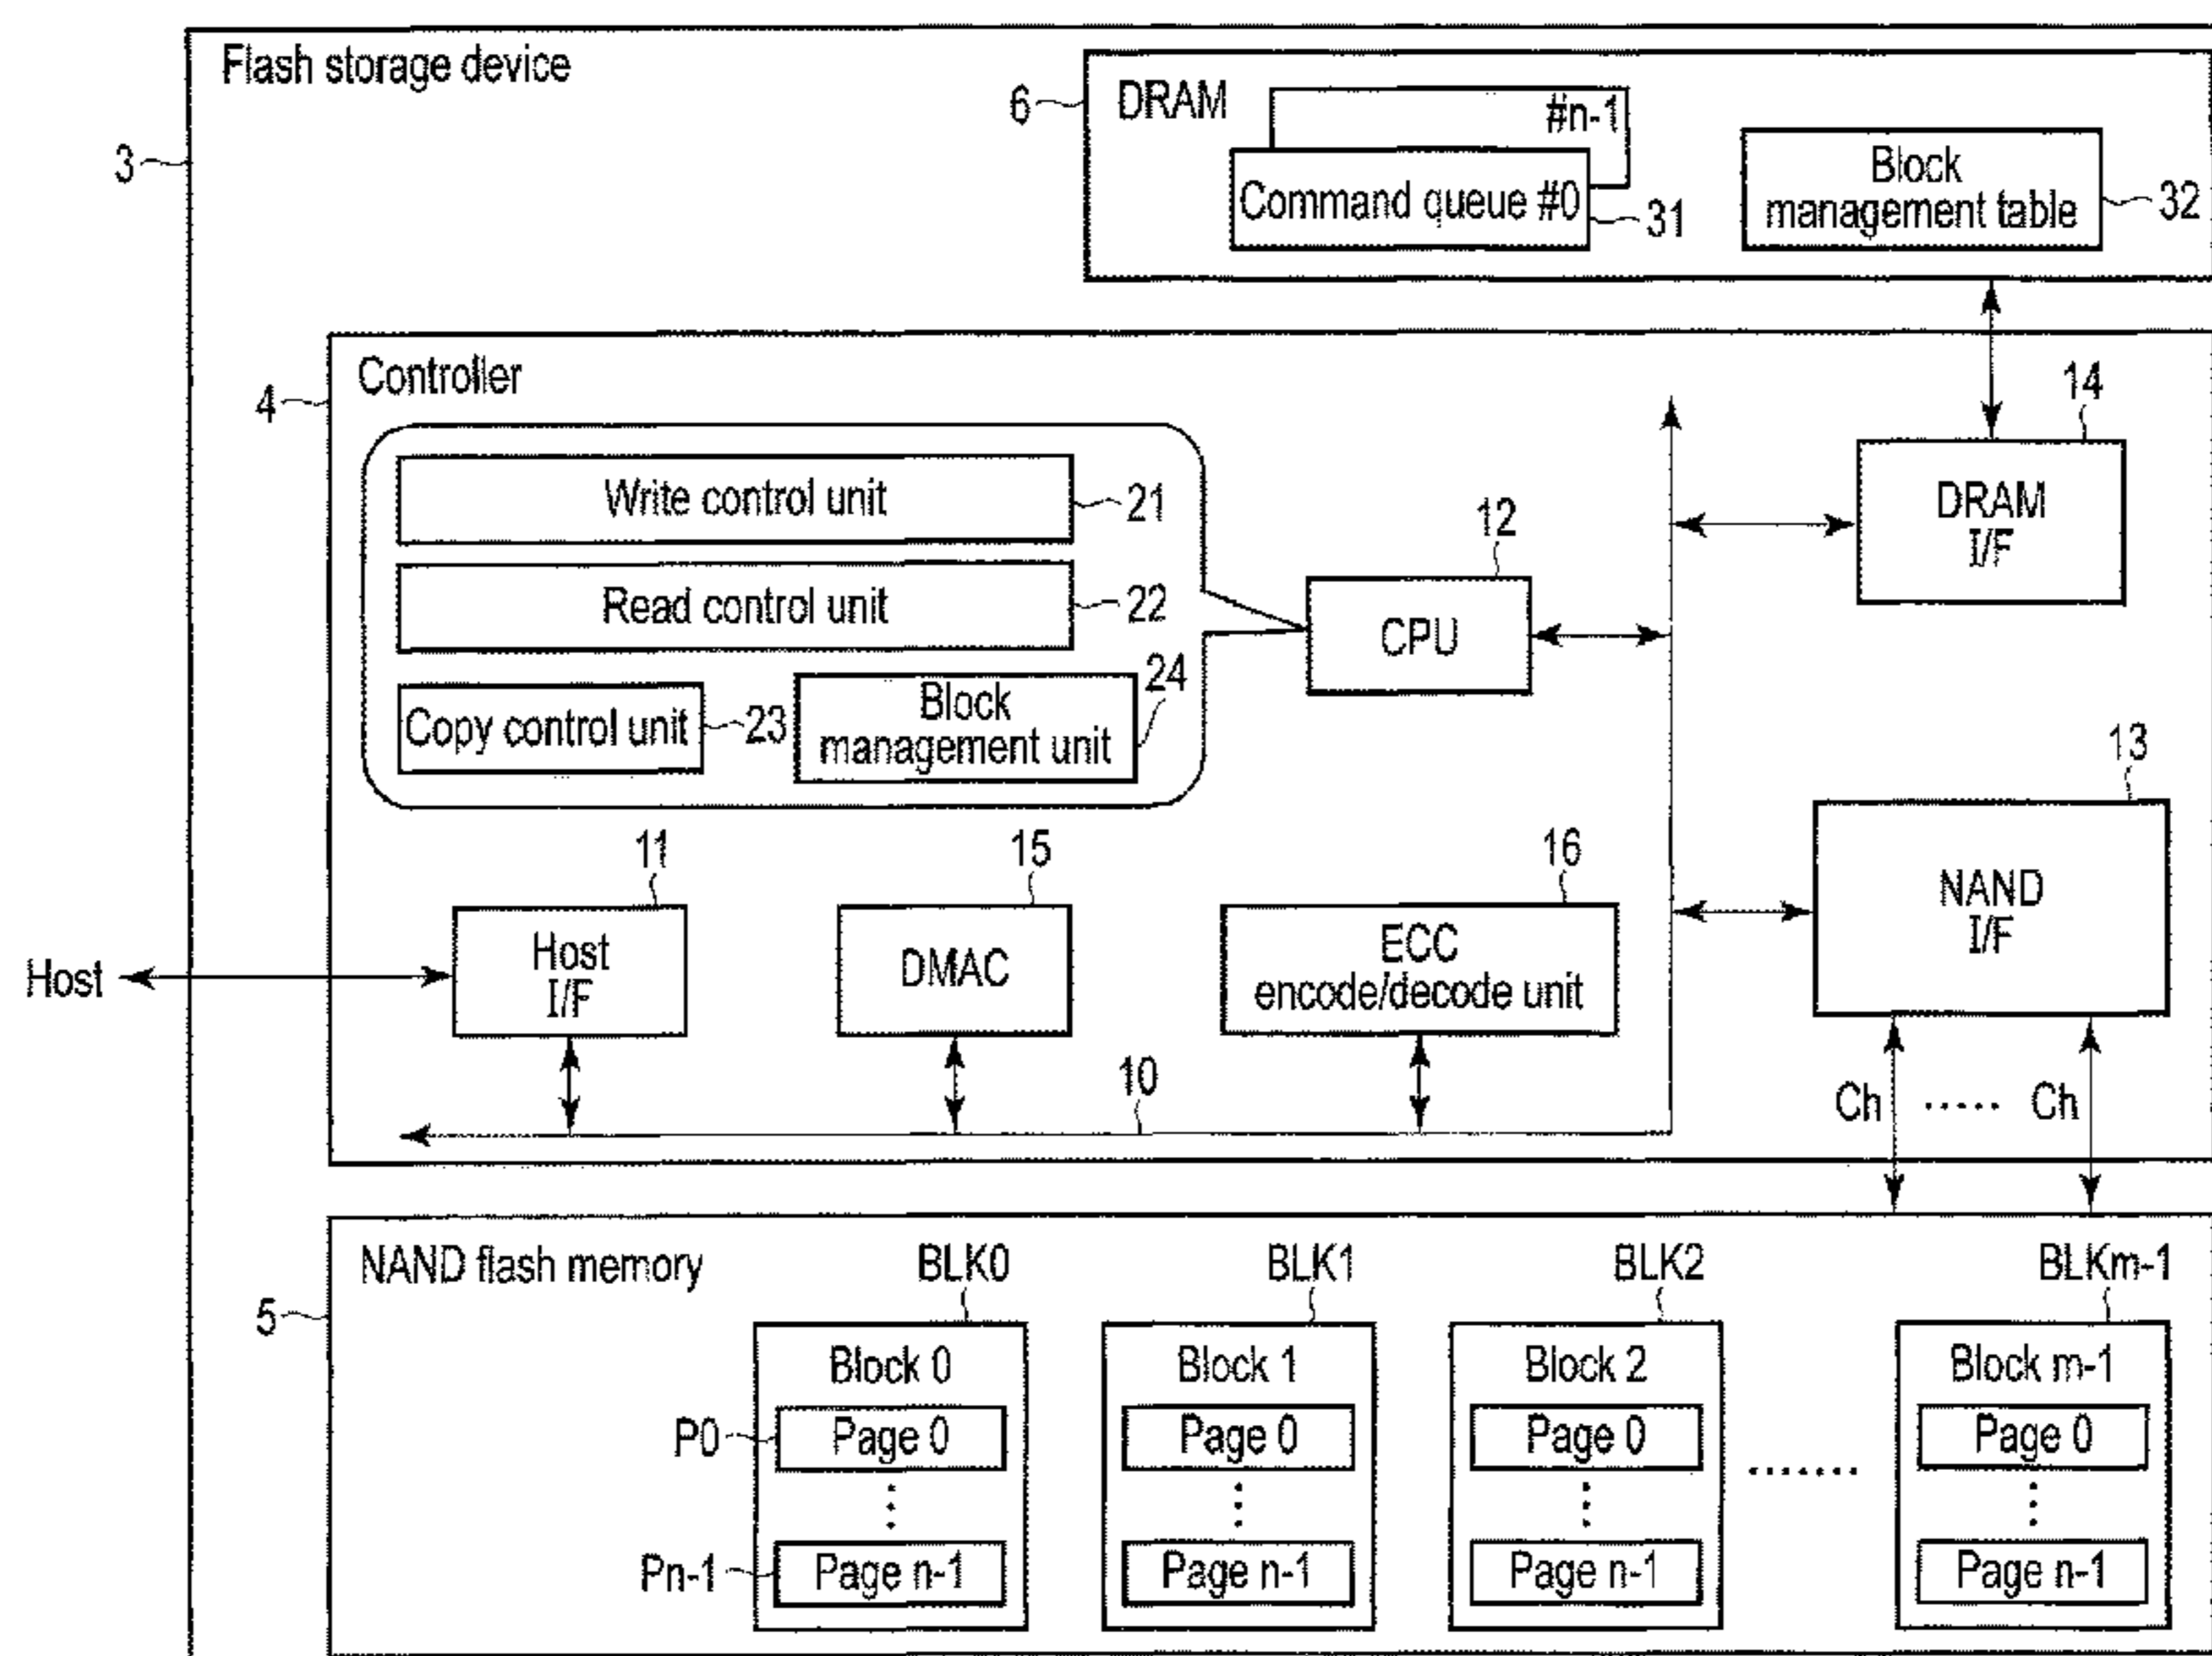 Flash storage device
3
6
DRAM
#n-1
Command queue #0
31
Block
management table
32
Controller
4
Write control unit
21
Read control unit
22
Copy control unit
23
Block
management unit
24
12
CPU
14
DRAM
I/F
13
NAND
I/F
11
Host
I/F
Host
15
DMAC
16
ECC
encode/decode unit
10
Ch ..... Ch
NAND flash memory
5
BLK0
BLK1
BLK2
BLKm-1
Block 0
Block 1
Block 2
Block m-1
P0
Page 0
Page 0
Page 0
.......
Page 0
Pn-1
Page n-1
Page n-1
Page n-1
Page n-1